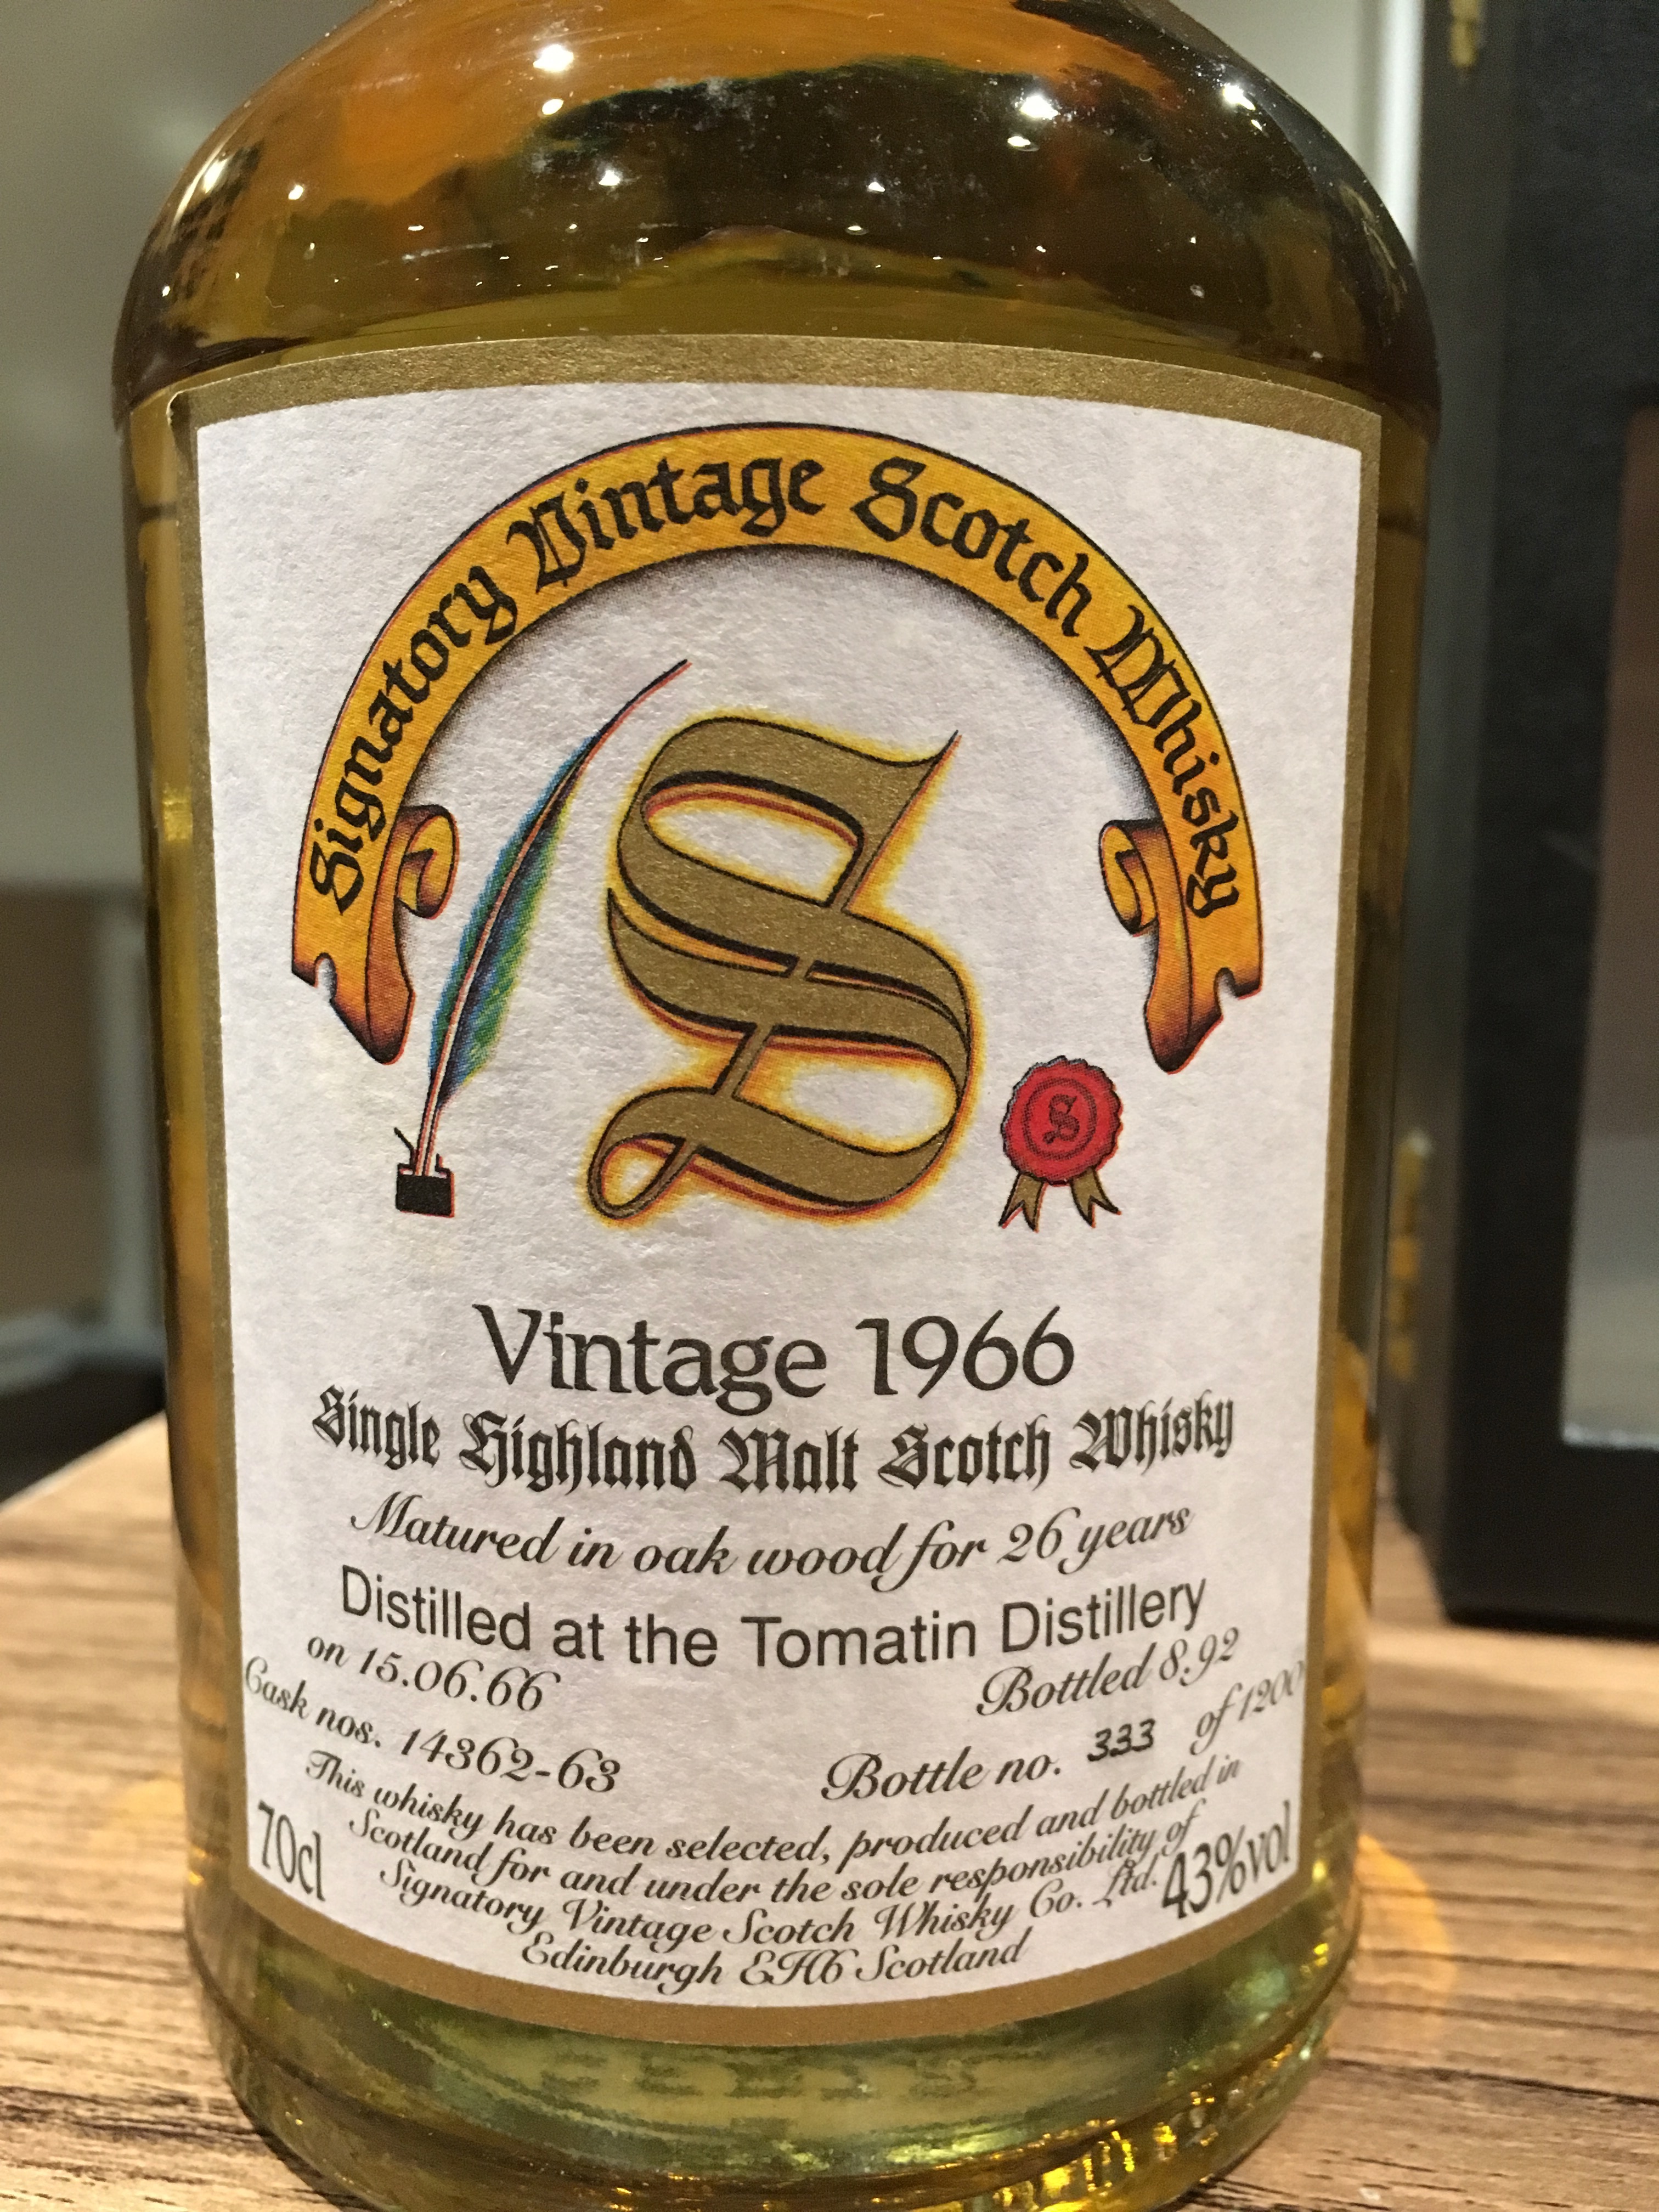 Signatory Vintage Scotch Whisky
S
S
Vintage 1966
Single Highland Malt Scotch Whisky
Matured in oak wood for 26 years
Distilled at the Tomatin Distillery
on 15.06.66 Bottled 8.92
Cask nos. 14362-63 Bottle no. 333 of 1200
This whisky has been selected, produced and bottled in
Scotland for and under the sole responsibility of
Signatory Vintage Scotch Whisky Co. Ltd.
Edinburgh EH6 Scotland
70cl 43%vol